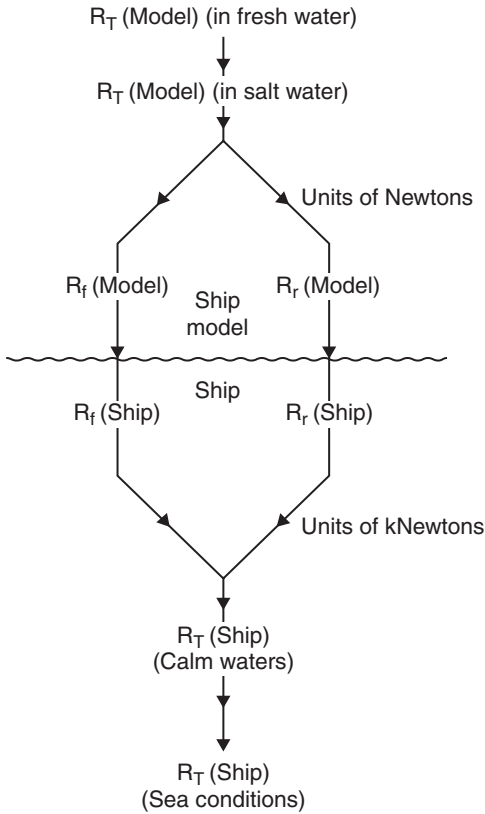 R_T (Model) (in fresh water)
R_T (Model) (in salt water)
Units of Newtons
R_f (Model)
R_r (Model)
Ship
model
Ship
R_f (Ship)
R_r (Ship)
Units of kNewtons
R_T (Ship)
(Calm waters)
R_T (Ship)
(Sea conditions)